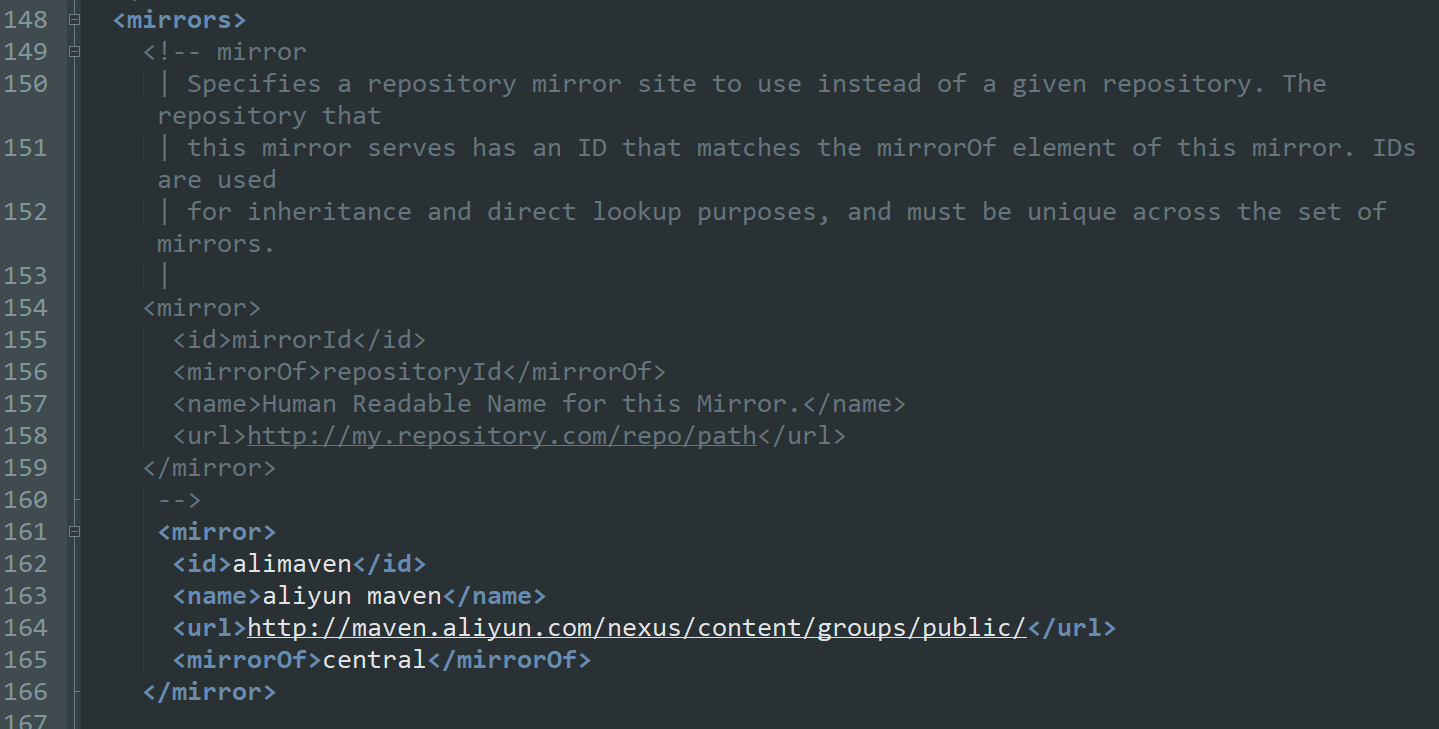 148 <mirrors>
149 <!-- mirror
150 | Specifies a repository mirror site to use instead of a given repository. The
repository that
151 | this mirror serves has an ID that matches the mirrorOf element of this mirror. IDs
are used
152 | for inheritance and direct lookup purposes, and must be unique across the set of
mirrors.
153 |
154 <mirror>
155 <id>mirrorId</id>
156 <mirrorOf>repositoryId</mirrorOf>
157 <name>Human Readable Name for this Mirror.</name>
158 <url>http://my.repository.com/repo/path</url>
159 </mirror>
160 -->
161 <mirror>
162 <id>alimaven</id>
163 <name>aliyun maven</name>
164 <url>http://maven.aliyun.com/nexus/content/groups/public/</url>
165 <mirrorOf>central</mirrorOf>
166 </mirror>
167